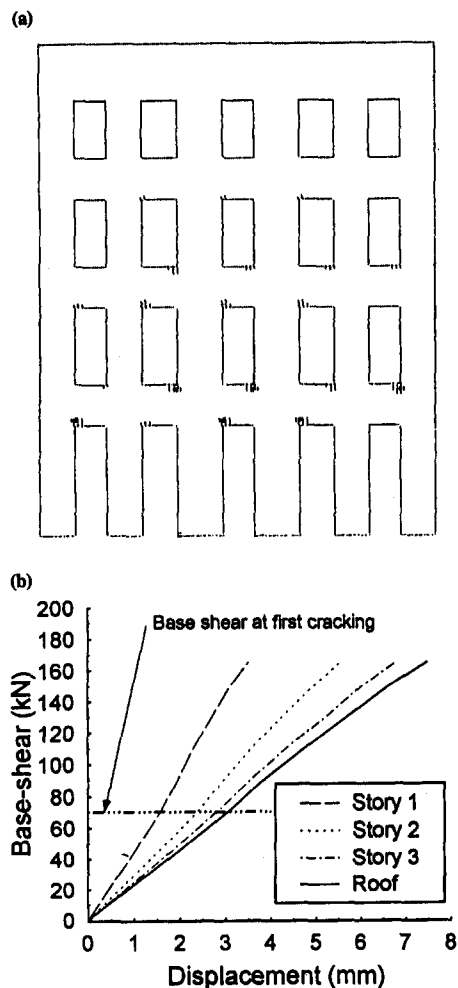 (a)
(b)
200
180
160
140
120
100
80
60
40
20
0
Base-shear (kN)
Base shear at first cracking
Story 1
Story 2
Story 3
Roof
0 1 2 3 4 5 6 7 8
Displacement (mm)